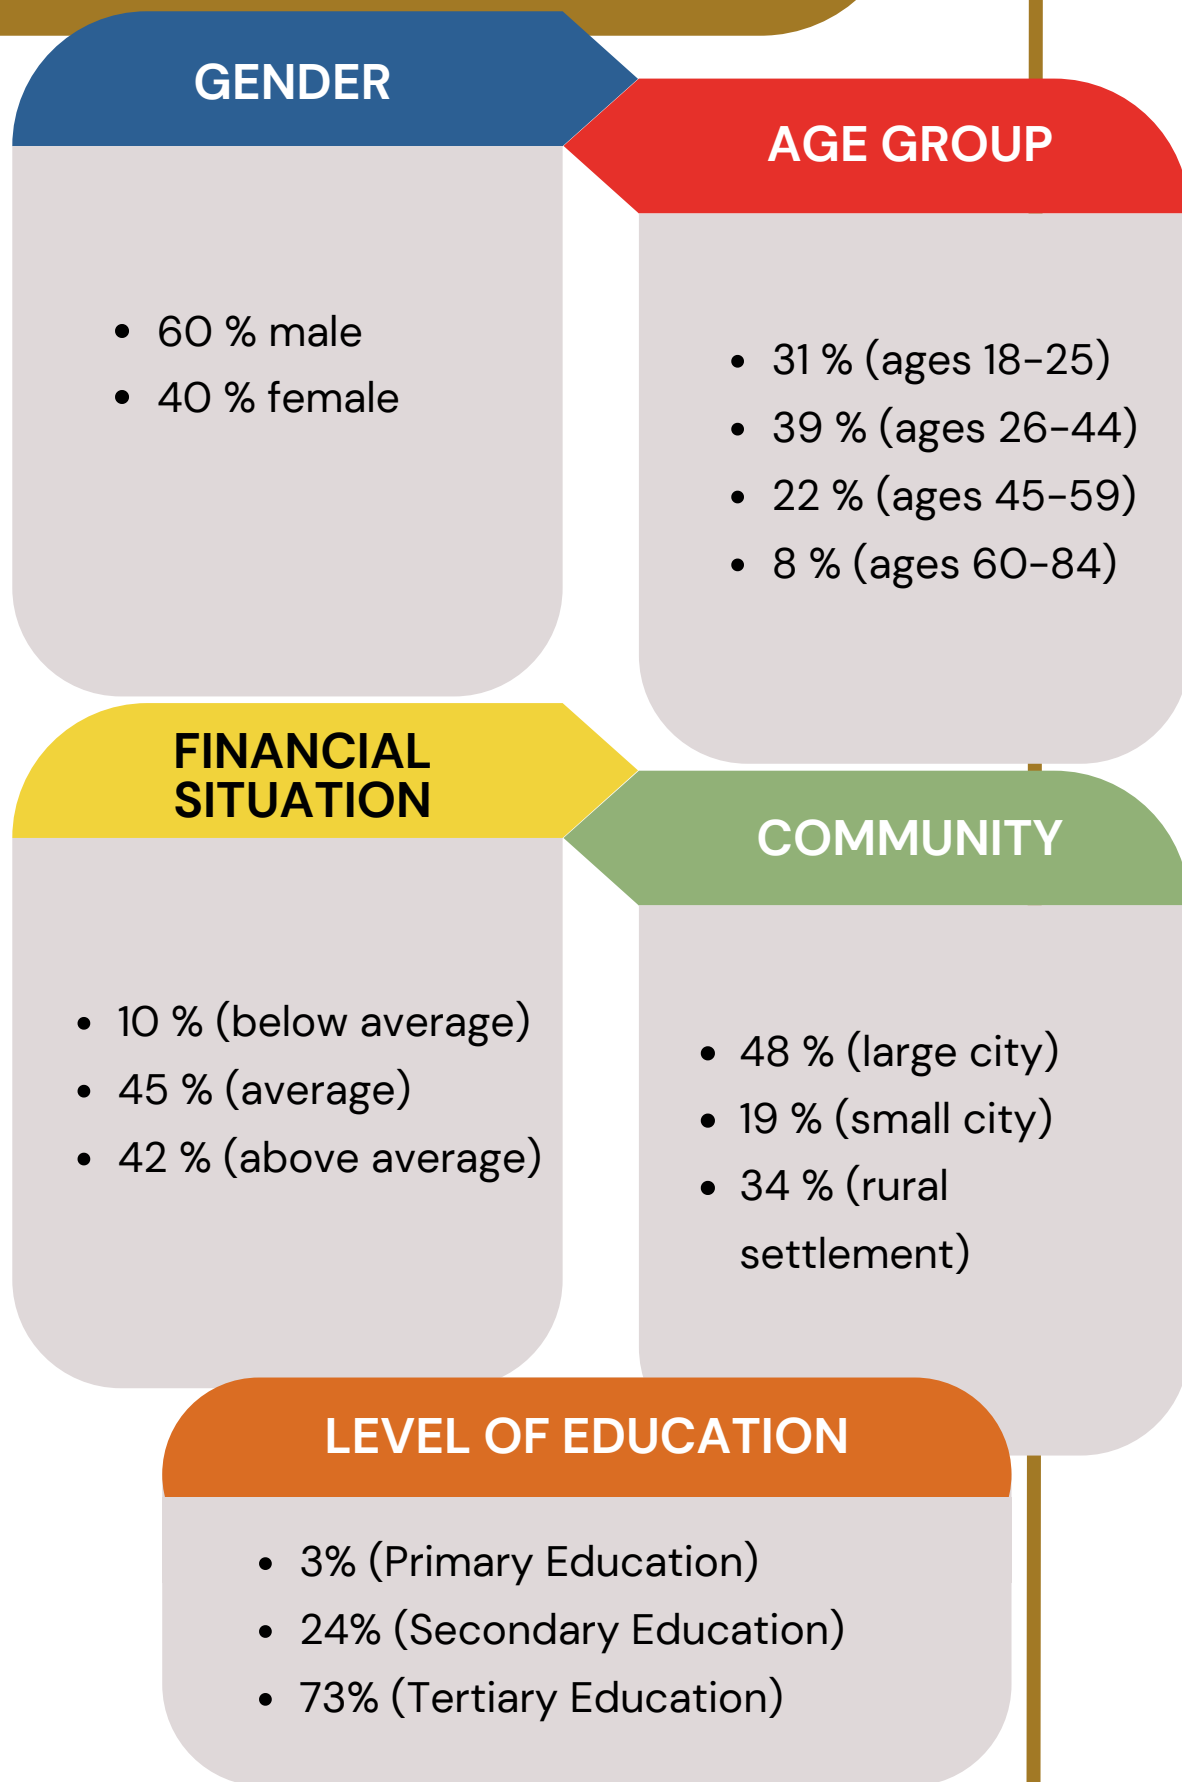 GENDER
• 60 % male
• 40 % female
AGE GROUP
• 31 % (ages 18-25)
• 39 % (ages 26-44)
• 22 % (ages 45-59)
• 8 % (ages 60-84)
FINANCIAL
SITUATION
• 10 % (below average)
• 45 % (average)
• 42 % (above average)
COMMUNITY
• 48 % (large city)
• 19 % (small city)
• 34 % (rural
settlement)
LEVEL OF EDUCATION
• 3% (Primary Education)
• 24% (Secondary Education)
• 73% (Tertiary Education)